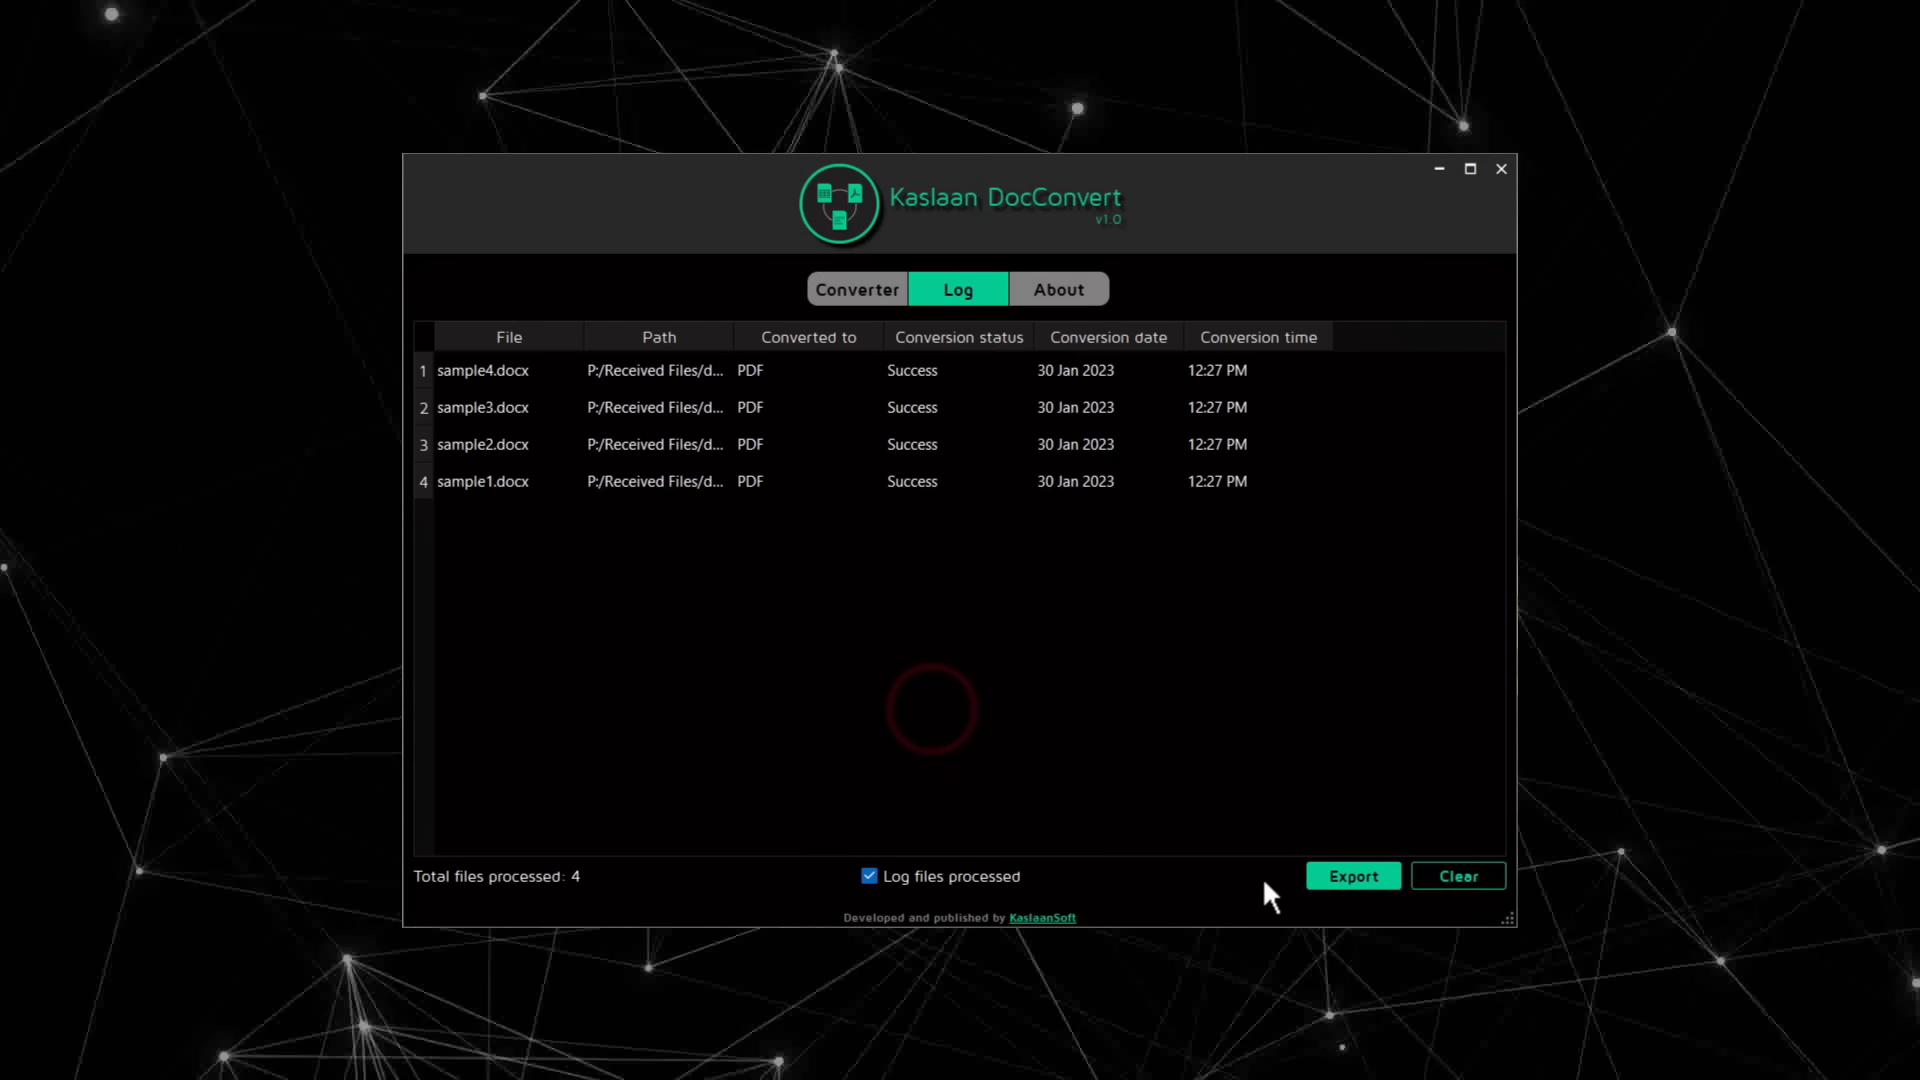 Kaslaan DocConvert
v1.0
Converter Log About
File Path Converted to Conversion status Conversion date Conversion time
1 sample4.docx P:/Received Files/d... PDF Success 30 Jan 2023 12:27 PM
2 sample3.docx P:/Received Files/d... PDF Success 30 Jan 2023 12:27 PM
3 sample2.docx P:/Received Files/d... PDF Success 30 Jan 2023 12:27 PM
4 sample1.docx P:/Received Files/d... PDF Success 30 Jan 2023 12:27 PM
Total files processed: 4 Log files processed Export Clear
Developed and published by KaslaanSoft